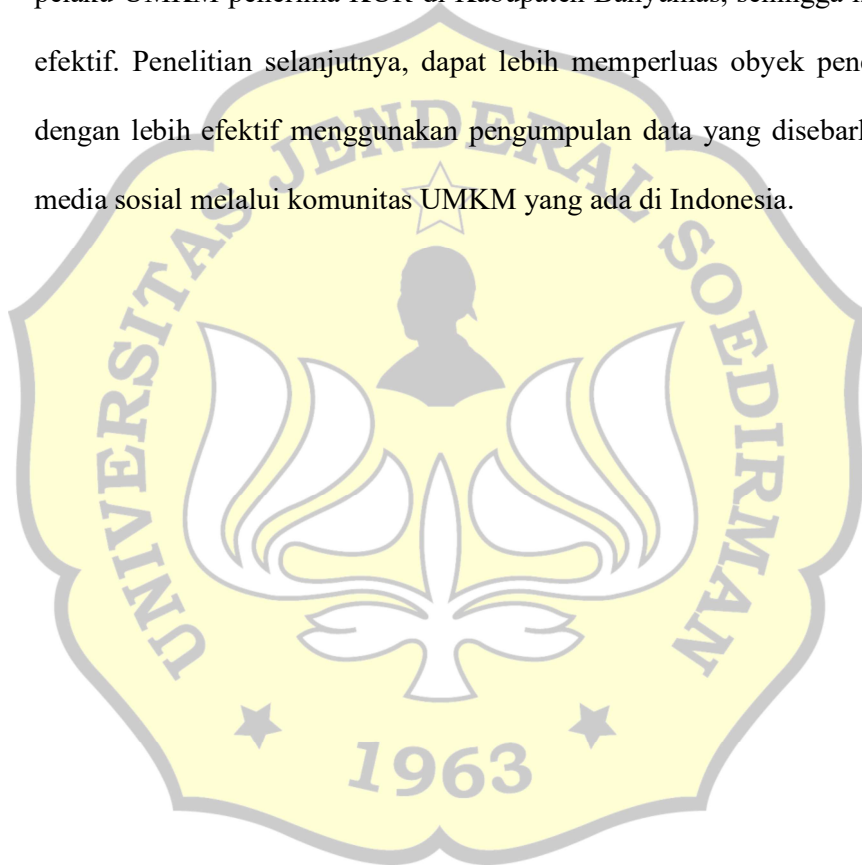 pelaku UMKM penerima KUR di Kabupaten Banyumas, sehingga
efektif. Penelitian selanjutnya, dapat lebih memperluas obyek
dengan lebih efektif menggunakan pengumpulan data yang
media sosial melalui komunitas UMKM yang ada di Indonesia.
UNIVERSITAS JENDERAL SOEDIRMAN
1963